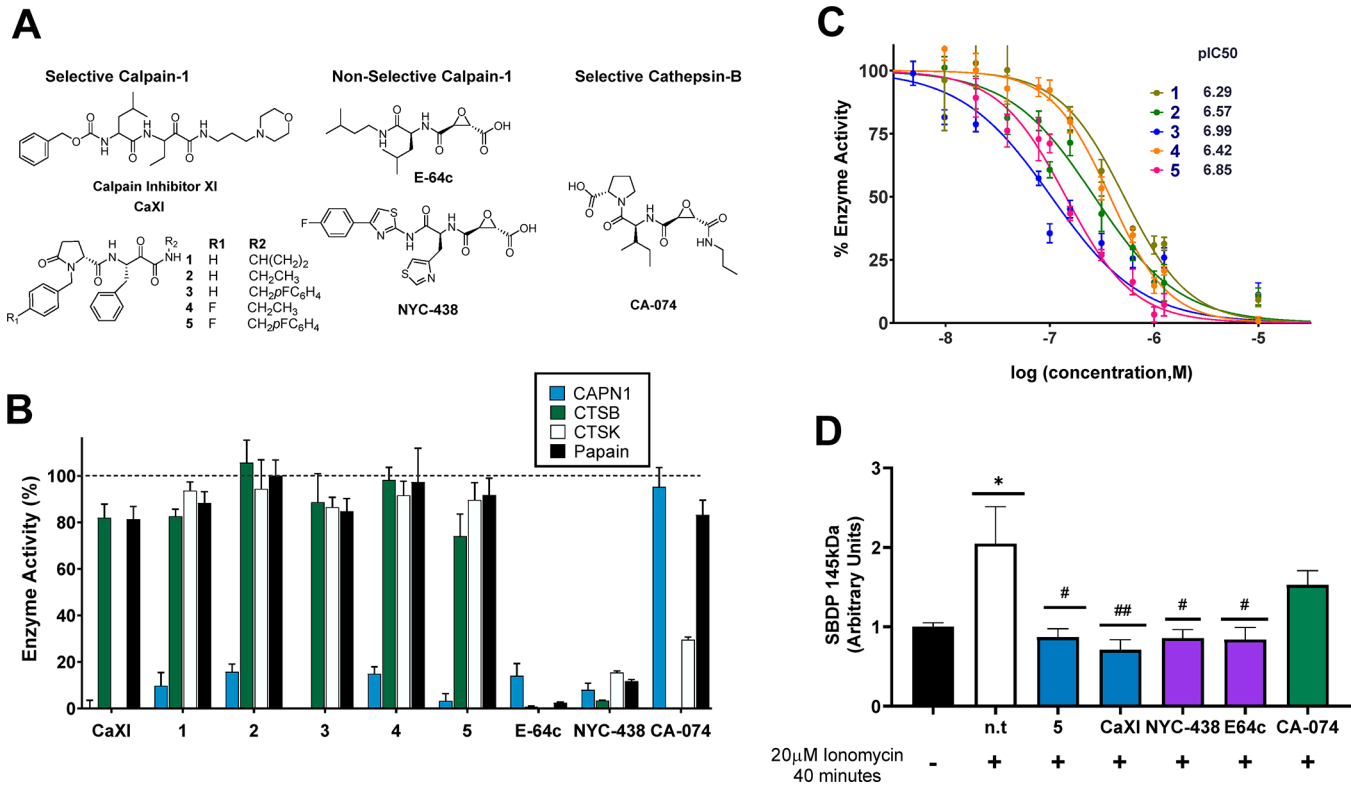 A
Selective Calpain-1
Non-Selective Calpain-1
Selective Cathepsin-B
Calpain Inhibitor XI
CaXI
E-64c
NYC-438
CA-074
R1 R2
1 H CH(CH2)2
2 H CH2CH3
3 H CH2pFC6H4
4 F CH2CH3
5 F CH2pFC6H4
B
CAPN1
CTSB
CTSK
Papain
Enzyme Activity (%)
100
80
60
40
20
0
CaXI 1 2 3 4 5 E-64c NYC-438 CA-074
C
pIC50
1 6.29
2 6.57
3 6.99
4 6.42
5 6.85
% Enzyme Activity
100
75
50
25
0
-8 -7 -6 -5
log (concentration,M)
D
SBDP 145kDa
(Arbitrary Units)
3
2
1
0
* # ## # #
n.t 5 CaXI NYC-438 E64c CA-074
20μM Ionomycin
40 minutes
- + + + + + +